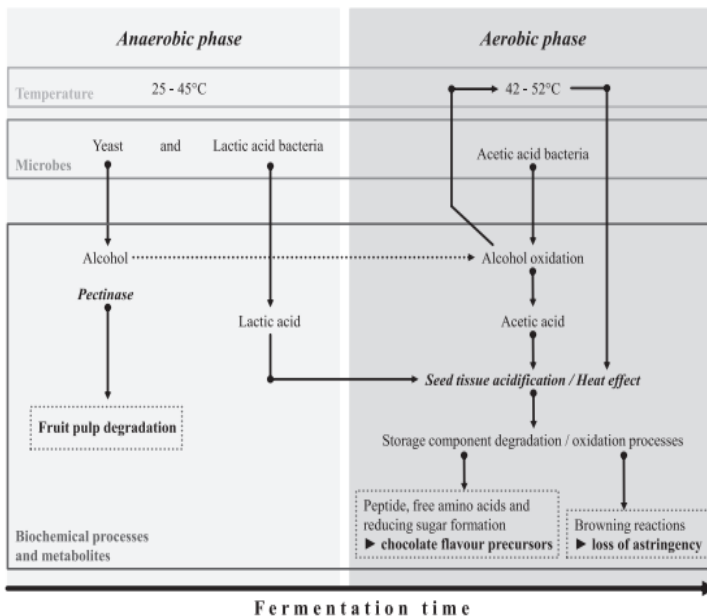 Anaerobic phase
Aerobic phase
Temperature
25 - 45°C
42 - 52°C
Microbes
Yeast and Lactic acid bacteria
Acetic acid bacteria
Alcohol
Alcohol oxidation
Pectinase
Lactic acid
Acetic acid
Seed tissue acidification / Heat effect
Fruit pulp degradation
Storage component degradation / oxidation processes
Peptide, free amino acids and
reducing sugar formation
► chocolate flavour precursors
Browning reactions
► loss of astringency
Biochemical processes
and metabolites
Fermentation time